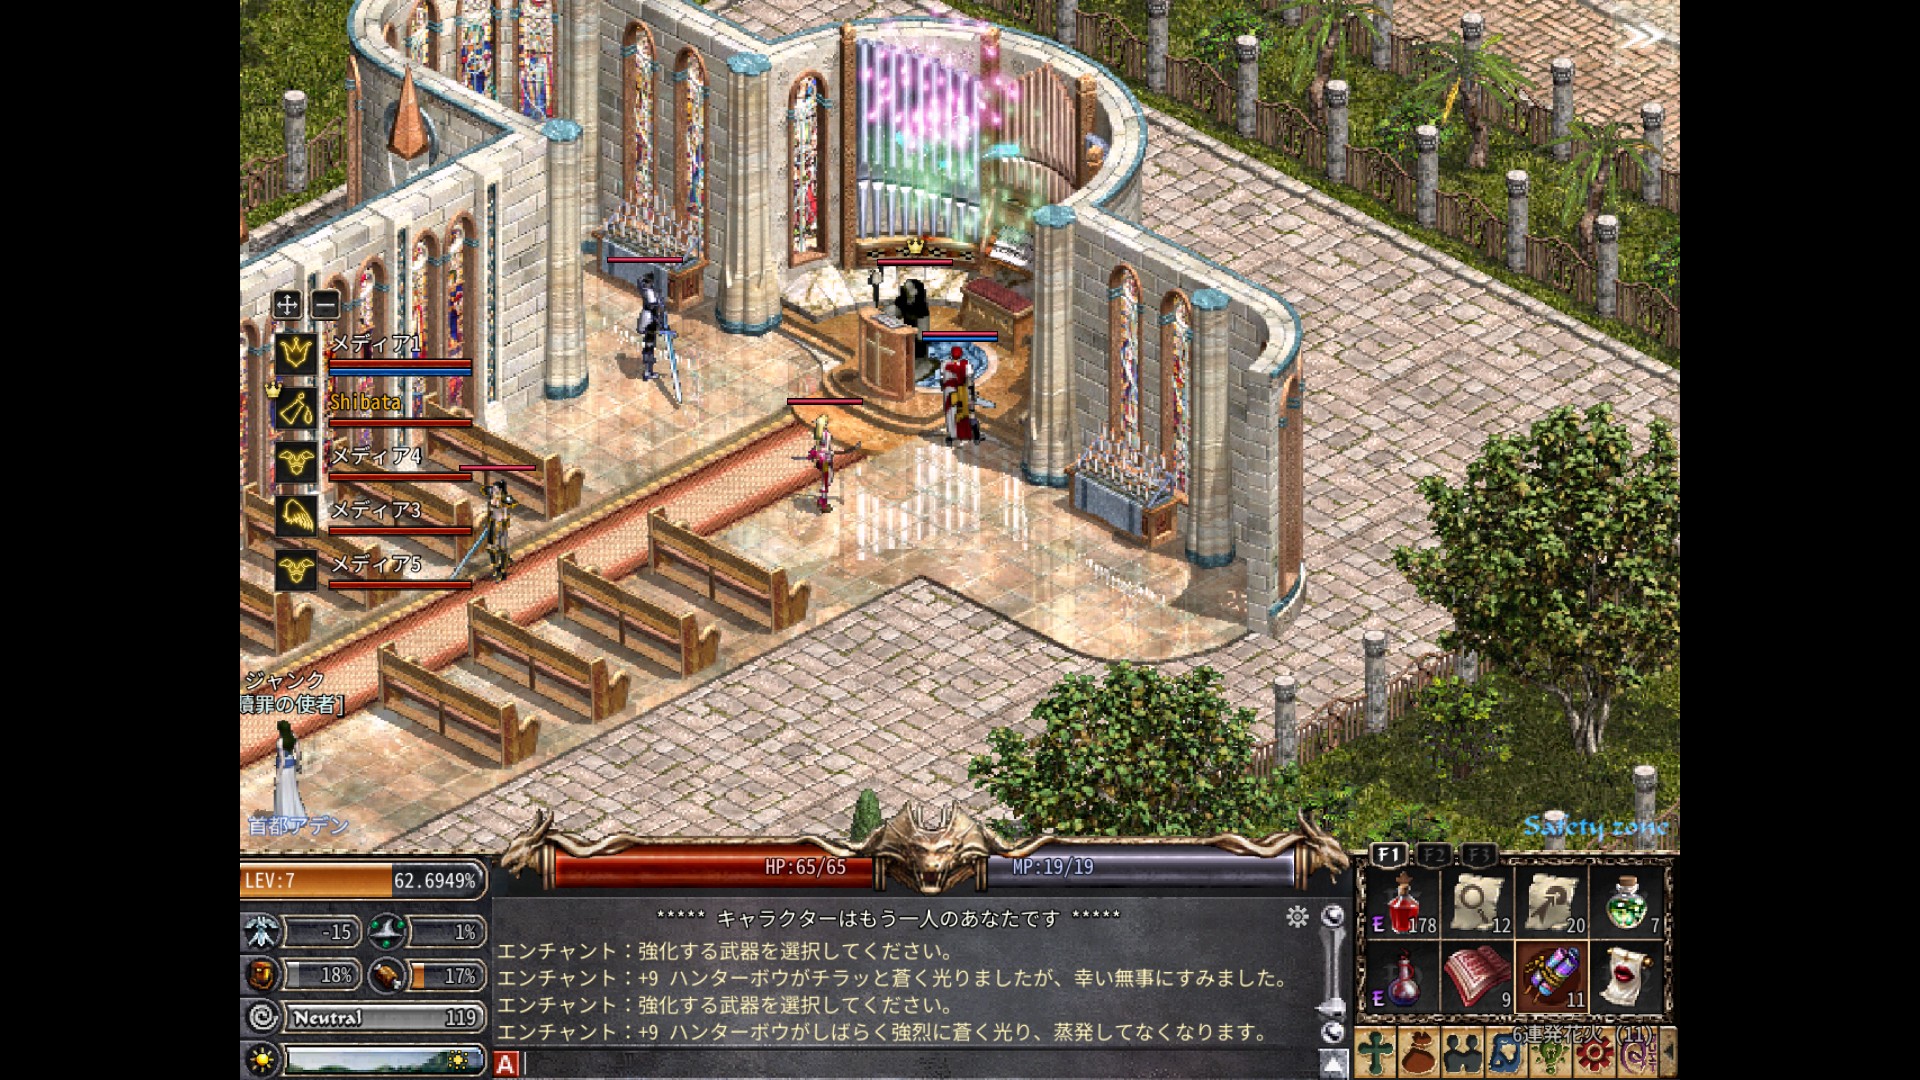 メディア1
Shibata
メディア4
メディア3
メディア5
ジャンク
贖罪の使者]
首都アデン
Safety zone
LEV:7
62.6949%
-15
1%
18%
17%
Neutral
119
HP:65/65
MP:19/19
***** キャラクターはもう一人のあなたです *****
エンチャント：強化する武器を選択してください。
エンチャント：+9 ハンターボウがチラッと蒼く光りましたが、幸い無事にすみました。
エンチャント：強化する武器を選択してください。
エンチャント：+9 ハンターボウがしばらく強烈に蒼く光り、蒸発してなくなります。
A
F1 F2 F3
E 178
12
20
7
E
9
11
6連発花火 (11)